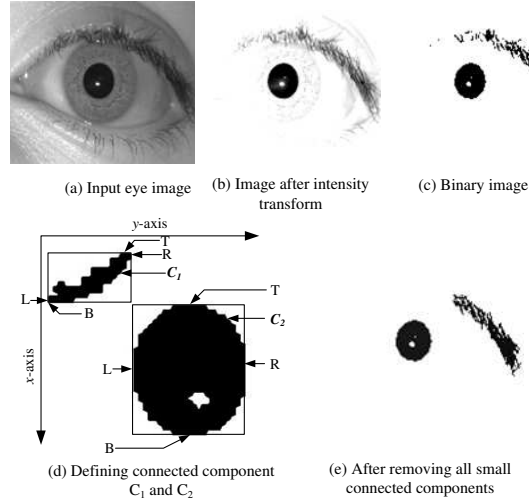 (a) Input eye image
(b) Image after intensity
transform
(c) Binary image
y-axis
T
R
C1
L
B
x-axis
T
C2
L
R
B
(d) Defining connected component
C1 and C2
(e) After removing all small
connected components